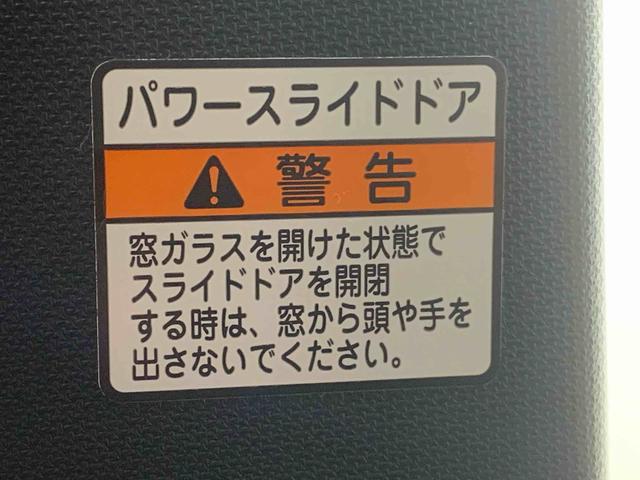 パワースライドドア
警告
窓ガラスを開けた状態で
スライドドアを開閉
する時は、窓から頭や手を
出さないでください。